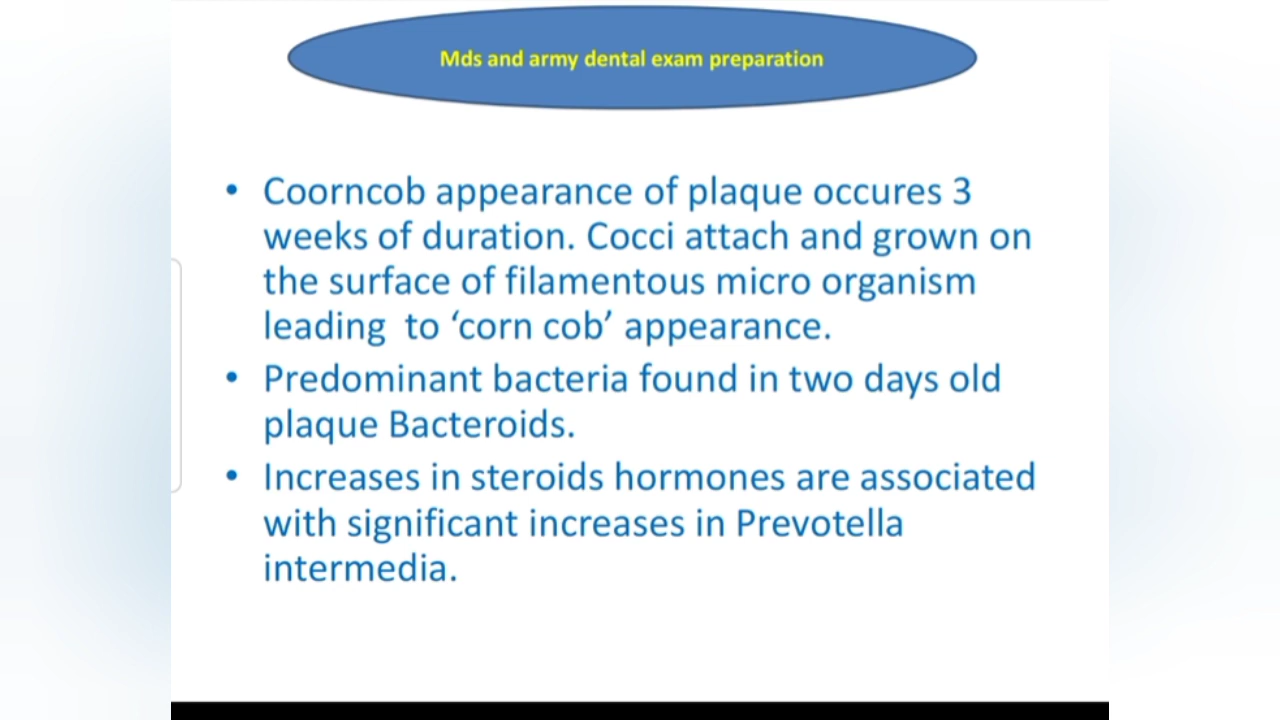 Mds and army dental exam preparation
• Coorncob appearance of plaque occures 3
weeks of duration. Cocci attach and grown on
the surface of filamentous micro organism
leading to ‘corn cob’ appearance.
• Predominant bacteria found in two days old
plaque Bacteroids.
• Increases in steroids hormones are associated
with significant increases in Prevotella
intermedia.